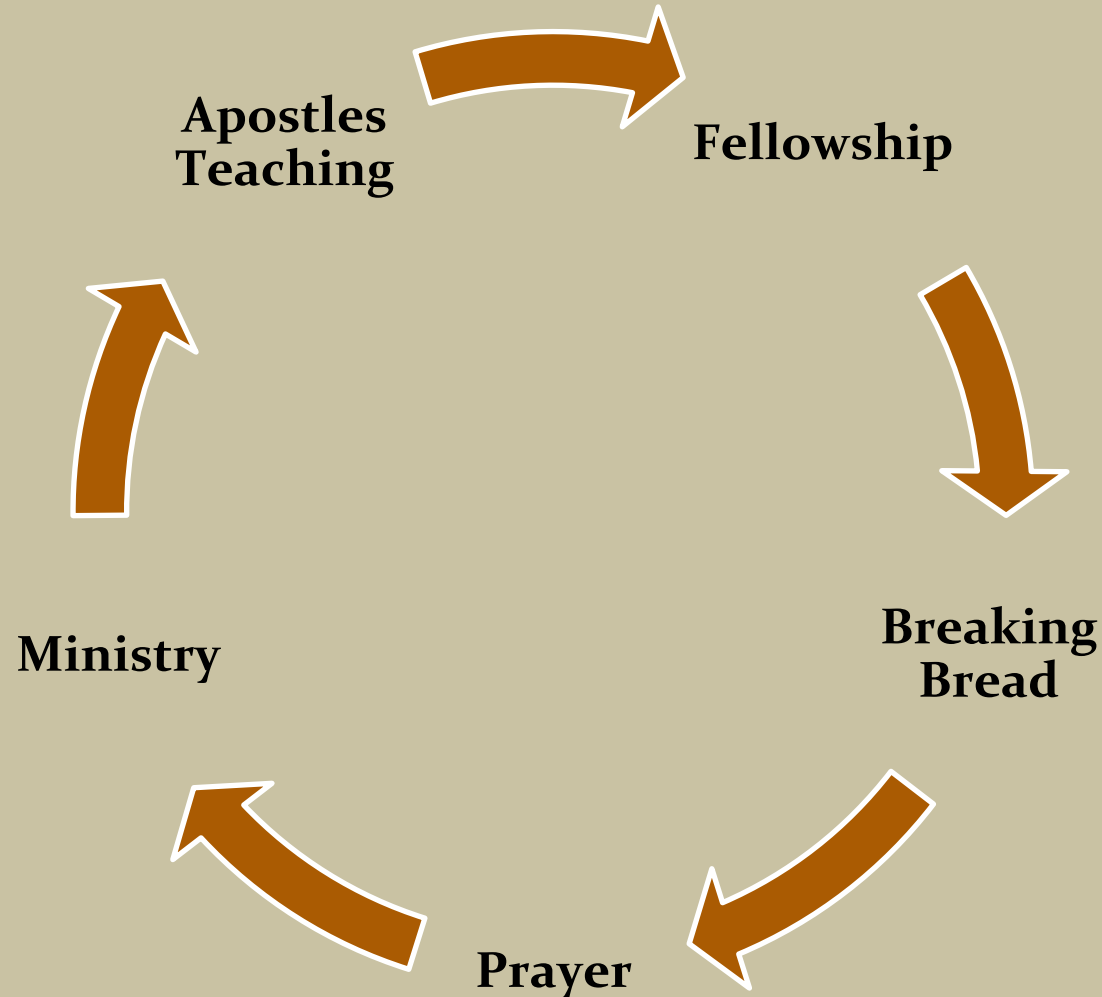 Apostles
Teaching
Fellowship
Breaking
Bread
Prayer
Ministry